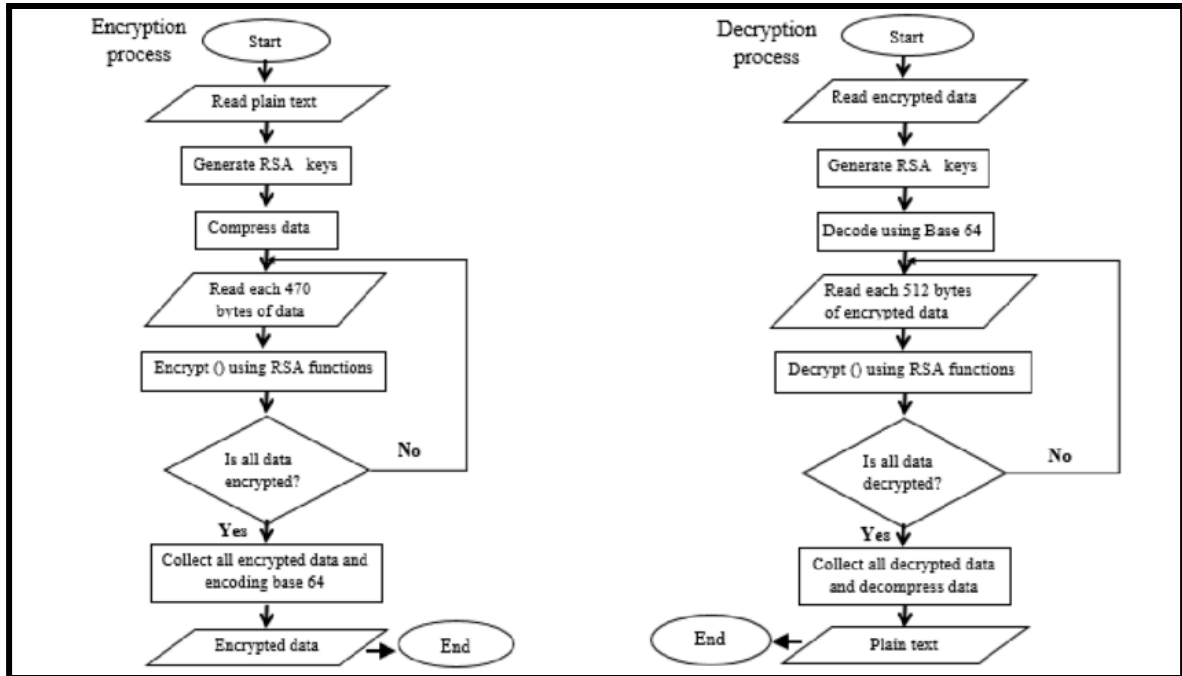 Encryption
process
Start
Read plain text
Generate RSA keys
Compress data
Read each 470
bytes of data
Encrypt () using RSA functions
Is all data
encrypted?
No
Yes
Collect all encrypted data and
encoding base 64
Encrypted data
End
Decryption
process
Start
Read encrypted data
Generate RSA keys
Decode using Base 64
Read each 512 bytes
of encrypted data
Decrypt () using RSA functions
Is all data
decrypted?
No
Yes
Collect all decrypted data
and decompress data
Plain text
End